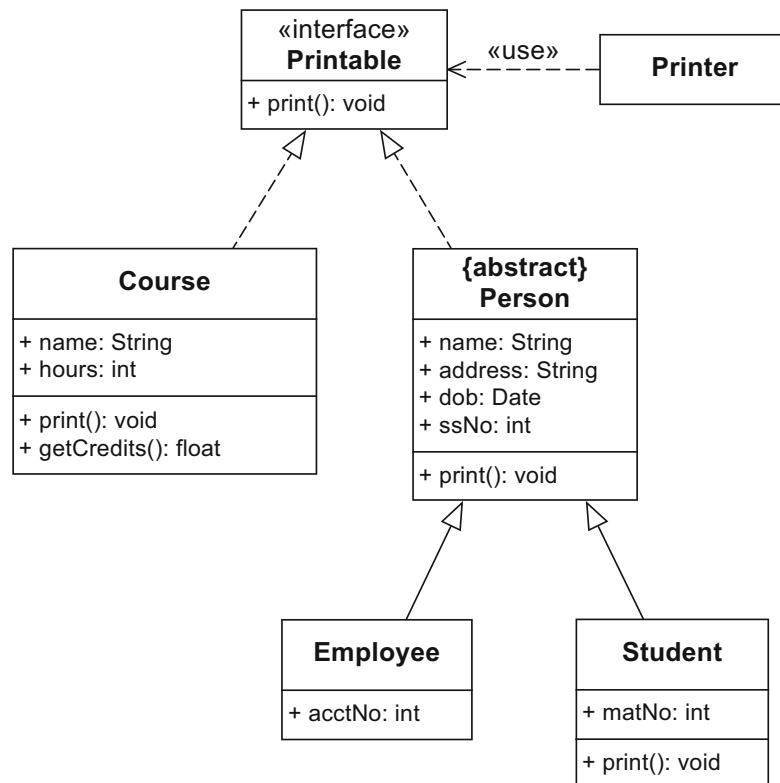 «interface»
Printable
+ print(): void
«use»
Printer
Course
+ name: String
+ hours: int
+ print(): void
+ getCredits(): float
{abstract}
Person
+ name: String
+ address: String
+ dob: Date
+ ssNo: int
+ print(): void
Employee
+ acctNo: int
Student
+ matNo: int
+ print(): void